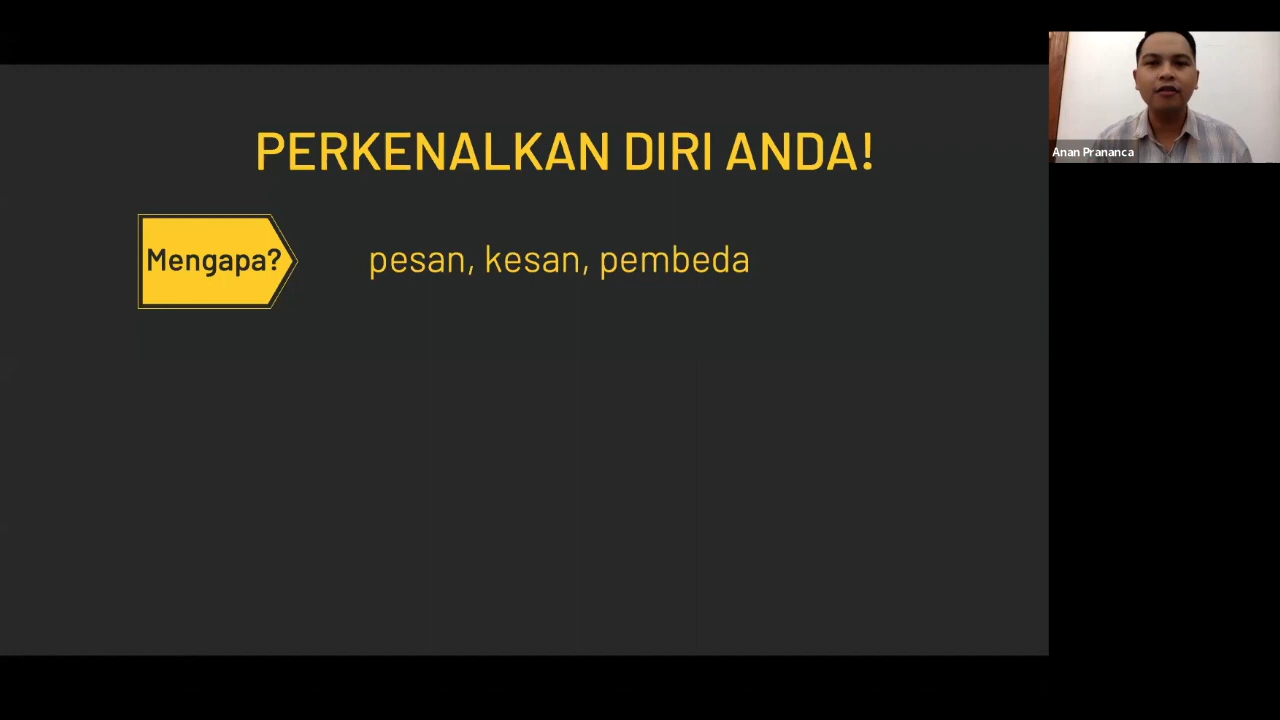 PERKENALKAN DIRI ANDA!
Mengapa?
pesan, kesan, pembeda
Anan Prananca